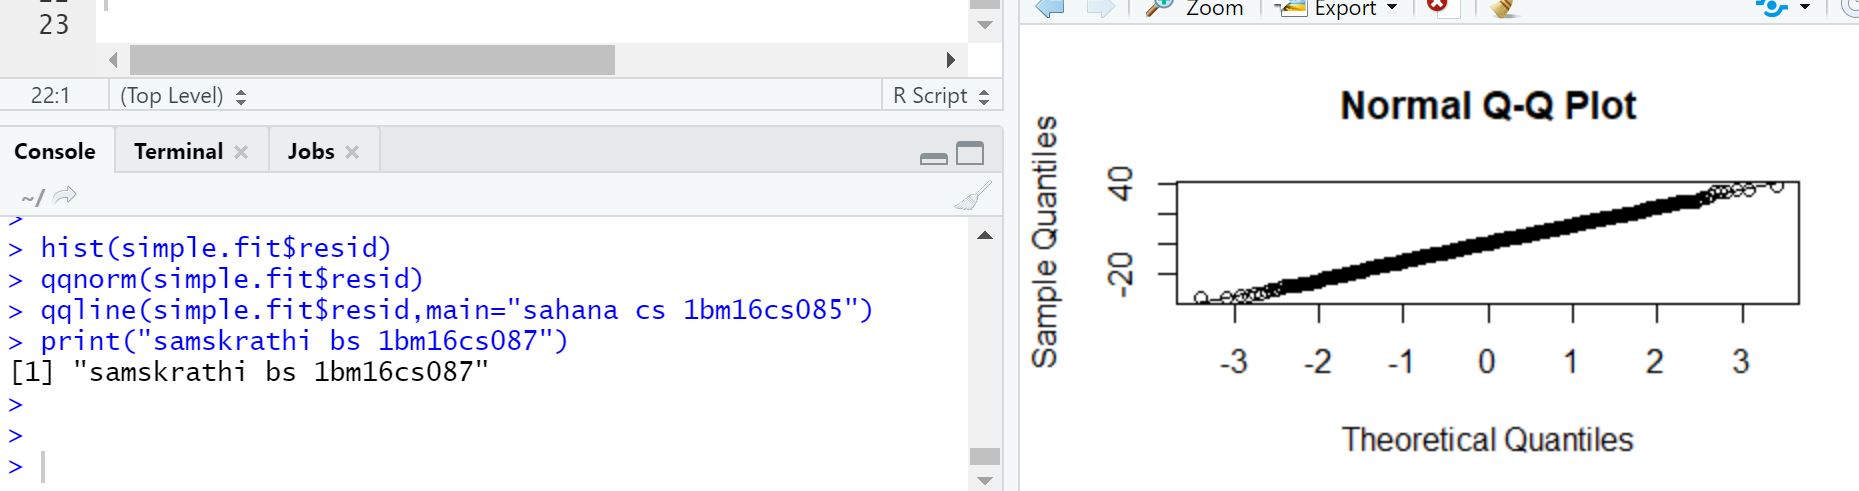 23
22:1 (Top Level) R Script
Console Terminal Jobs
~/
>
> hist(simple.fit$resid)
> qqnorm(simple.fit$resid)
> qqline(simple.fit$resid,main="sahana cs 1bm16cs085")
> print("samskrathi bs 1bm16cs087")
[1] "samskrathi bs 1bm16cs087"
>
>
>
Zoom Export
Normal Q-Q Plot
Sample Quantiles
40
-20
-3 -2 -1 0 1 2 3
Theoretical Quantiles